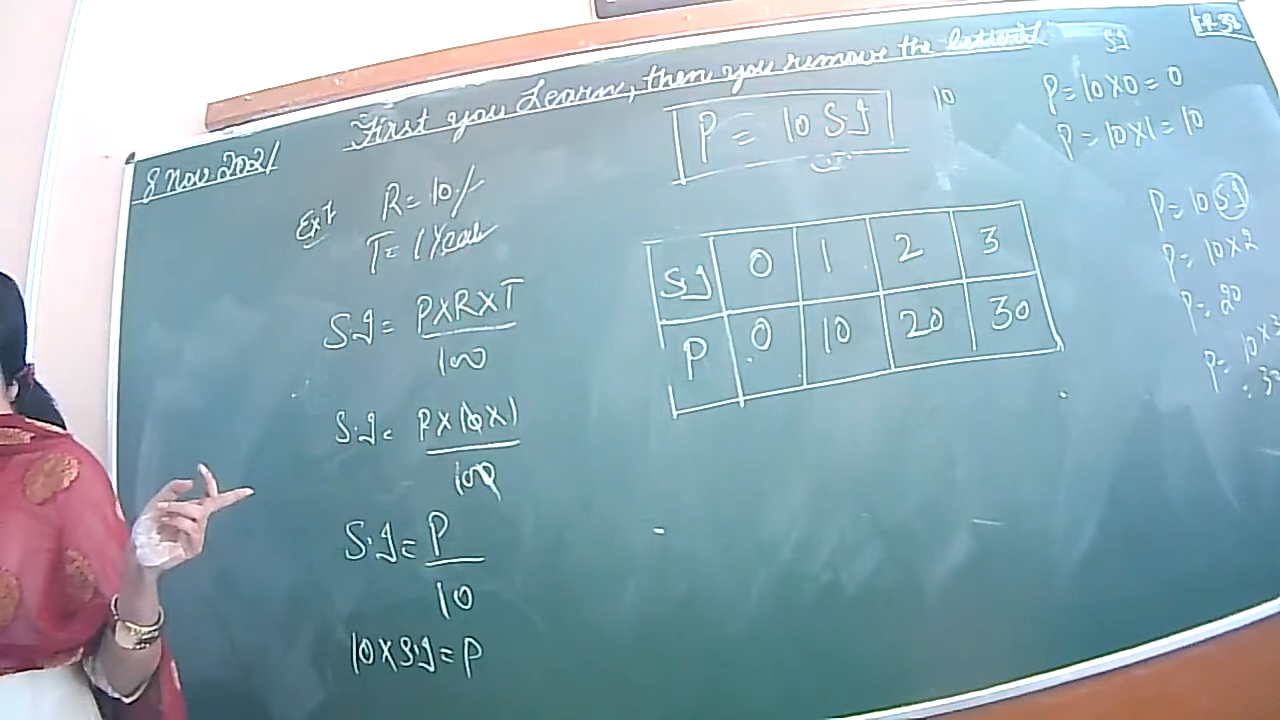 First you Learn, then you remove the
8 Nov. 2021
Ex 1 R = 10%
T = 1 Year
S.I = P×R×T
100
S.I = P×10×1
100
S.I = P
10
10×S.I = P
P = 10 S.I
10
S.I 0 1 2 3
P 0 10 20 30
S.I
P = 10×0 = 0
P = 10×1 = 10
P = 10 S.I
P = 10×2
P = 20
P = 10×3
= 30